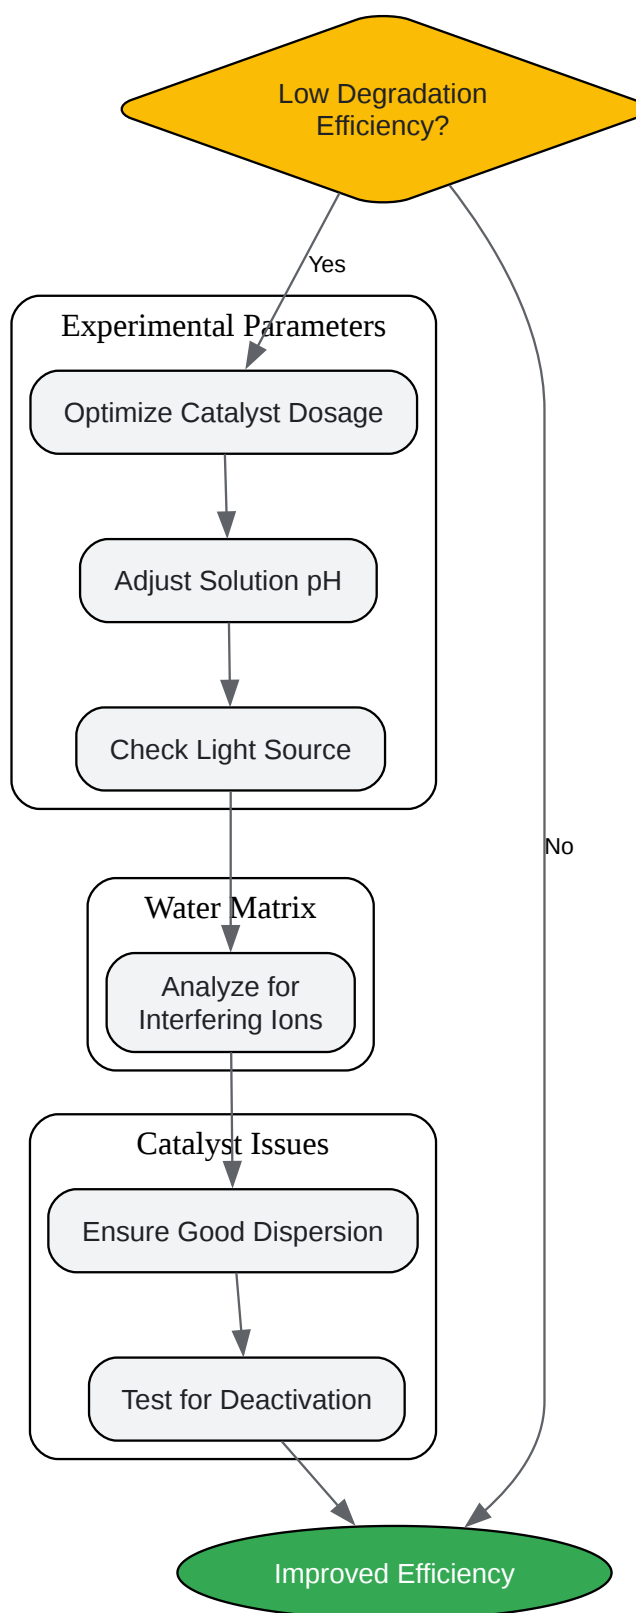 Low Degradation
Efficiency?
Yes
Experimental Parameters
Optimize Catalyst Dosage
Adjust Solution pH
Check Light Source
No
Water Matrix
Analyze for
Interfering Ions
Catalyst Issues
Ensure Good Dispersion
Test for Deactivation
Improved Efficiency